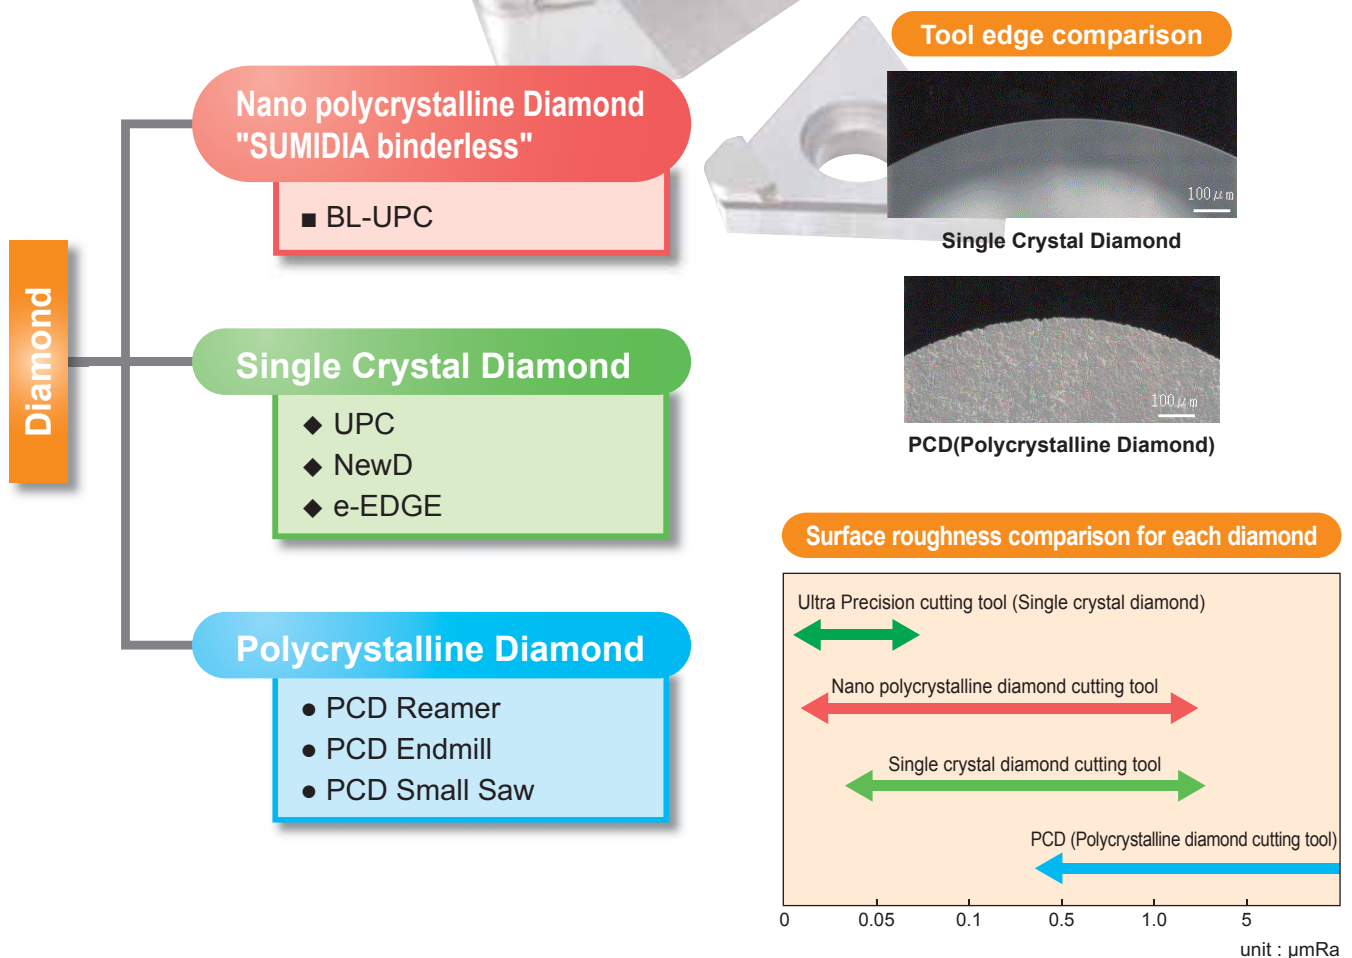 Diamond
Nano polycrystalline Diamond
"SUMIDIA binderless"
■ BL-UPC
Single Crystal Diamond
◆ UPC
◆ NewD
◆ e-EDGE
Polycrystalline Diamond
● PCD Reamer
● PCD Endmill
● PCD Small Saw
Tool edge comparison
100μm
Single Crystal Diamond
100μm
PCD(Polycrystalline Diamond)
Surface roughness comparison for each diamond
Ultra Precision cutting tool (Single crystal diamond)
Nano polycrystalline diamond cutting tool
Single crystal diamond cutting tool
PCD (Polycrystalline diamond cutting tool)
0 0.05 0.1 0.5 1.0 5
unit : μmRa